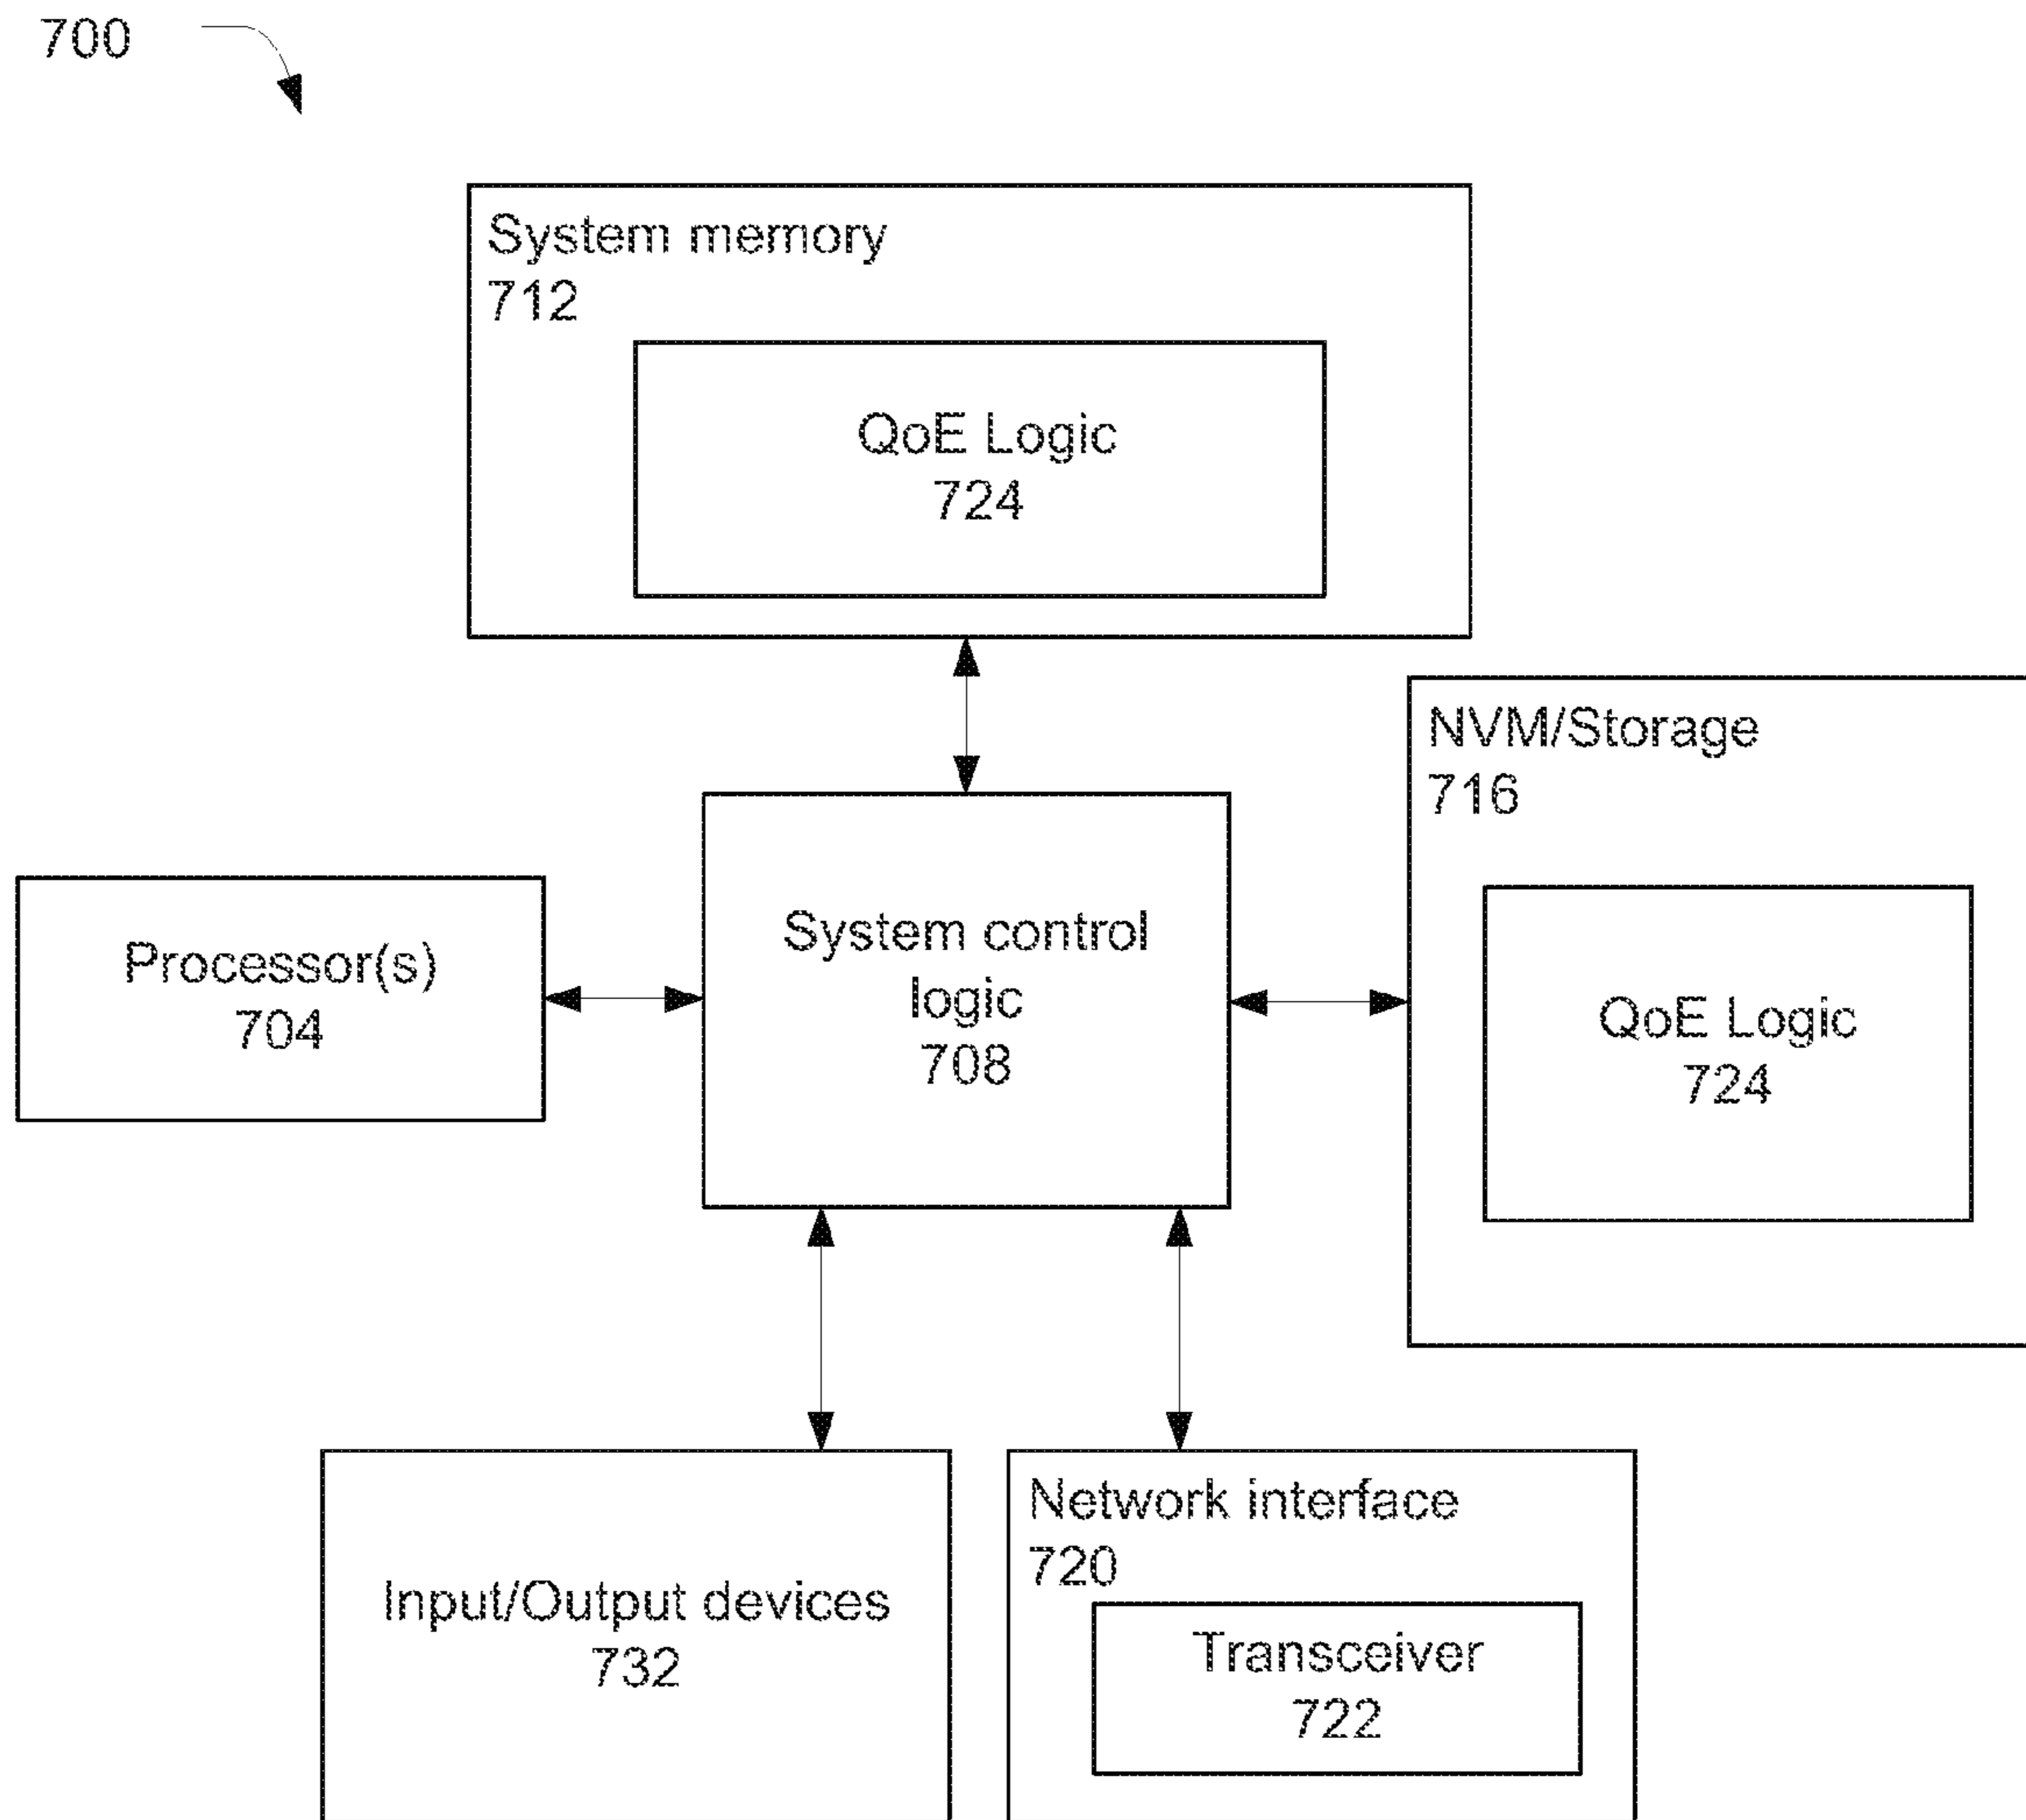 700
System memory
712
QoE Logic
724
NVM/Storage
716
QoE Logic
724
System control
logic
708
Processor(s)
704
Input/Output devices
732
Network interface
720
Transceiver
722